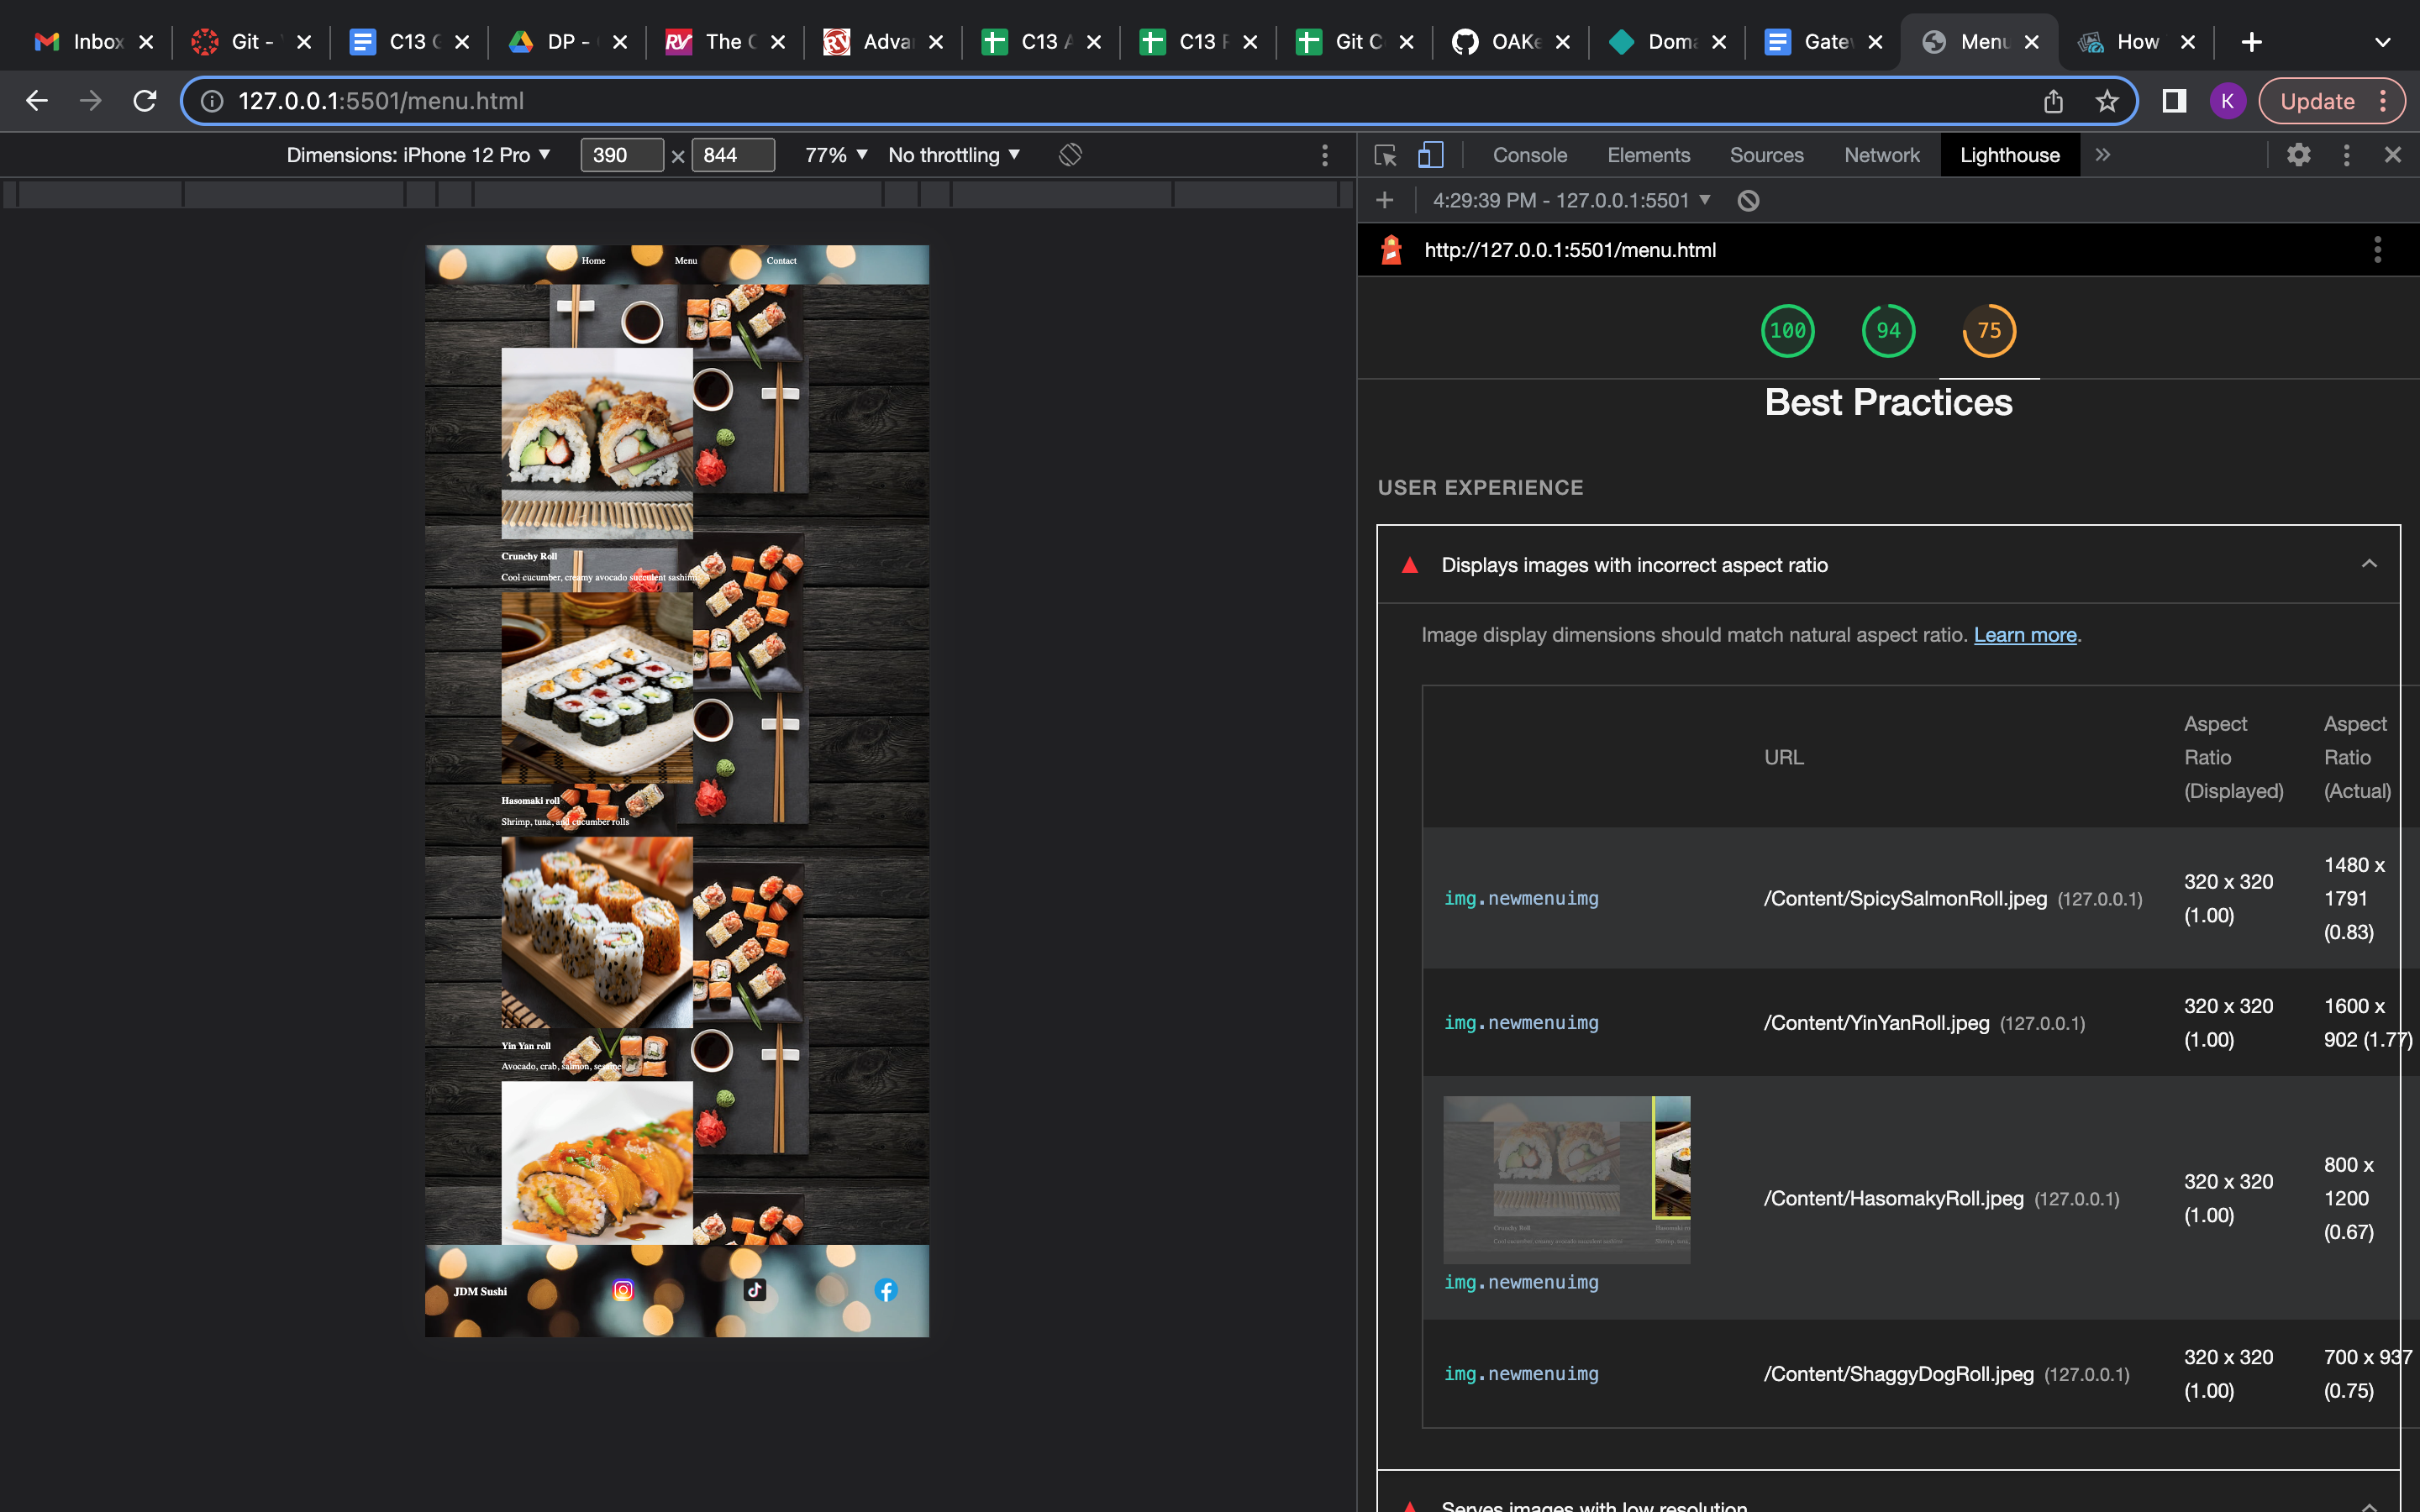 Inbox
Git -
C13
DP -
The
Adva
C13
C13
Git C
OAKe
Doma
Gate
Menu
How
127.0.0.1:5501/menu.html
K
Update
Dimensions: iPhone 12 Pro
390 × 844
77%
No throttling
Console
Elements
Sources
Network
Lighthouse
4:29:39 PM - 127.0.0.1:5501
http://127.0.0.1:5501/menu.html
Home
Menu
Contact
Crunchy Roll
Cool cucumber, creamy avocado succulent sashimi
Hasomaki roll
Shrimp, tuna, and cucumber rolls
Yin Yan roll
Avocado, crab, salmon, sesame
JDM Sushi
100
94
75
Best Practices
USER EXPERIENCE
Displays images with incorrect aspect ratio
Image display dimensions should match natural aspect ratio. Learn more.
URL
Aspect Ratio (Displayed)
Aspect Ratio (Actual)
img.newmenuimg
/Content/SpicySalmonRoll.jpeg (127.0.0.1)
320 x 320 (1.00)
1480 x 1791 (0.83)
img.newmenuimg
/Content/YinYanRoll.jpeg (127.0.0.1)
320 x 320 (1.00)
1600 x 902 (1.77)
img.newmenuimg
/Content/HasomakyRoll.jpeg (127.0.0.1)
320 x 320 (1.00)
800 x 1200 (0.67)
img.newmenuimg
/Content/ShaggyDogRoll.jpeg (127.0.0.1)
320 x 320 (1.00)
700 x 937 (0.75)
Serves images with low resolution